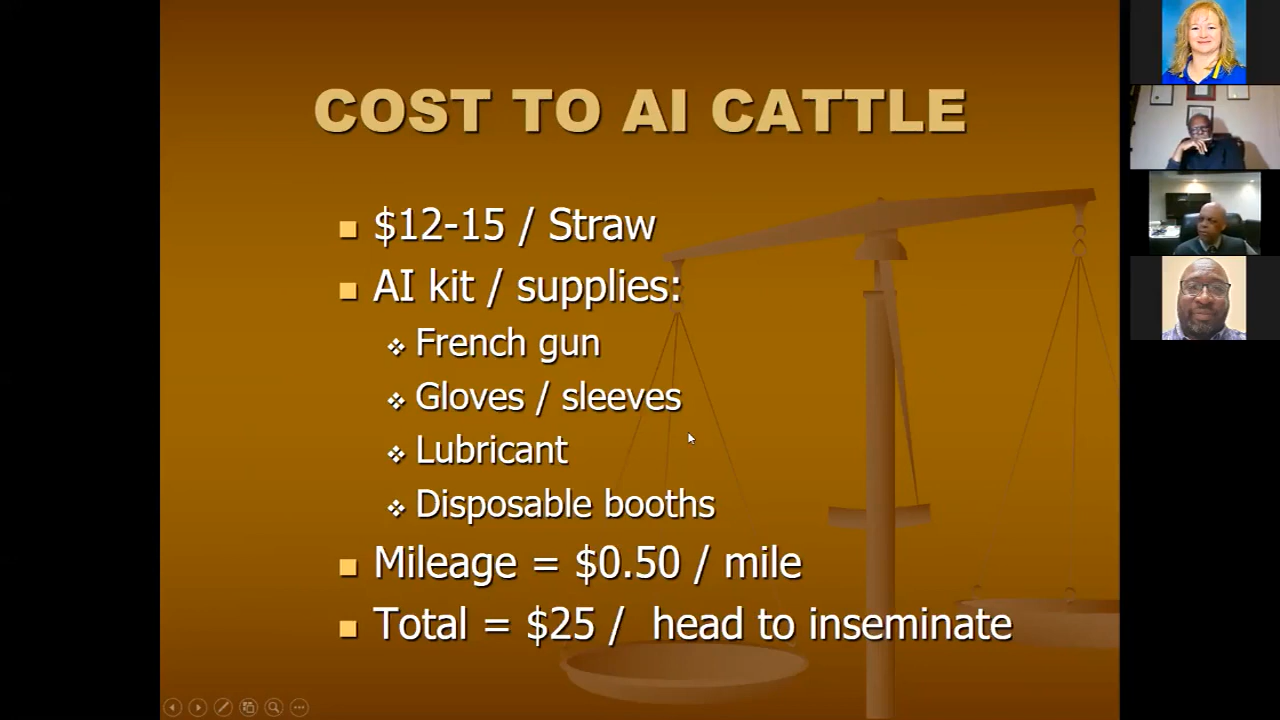 COST TO AI CATTLE
$12-15 / Straw
AI kit / supplies:
French gun
Gloves / sleeves
Lubricant
Disposable booths
Mileage = $0.50 / mile
Total = $25 / head to inseminate